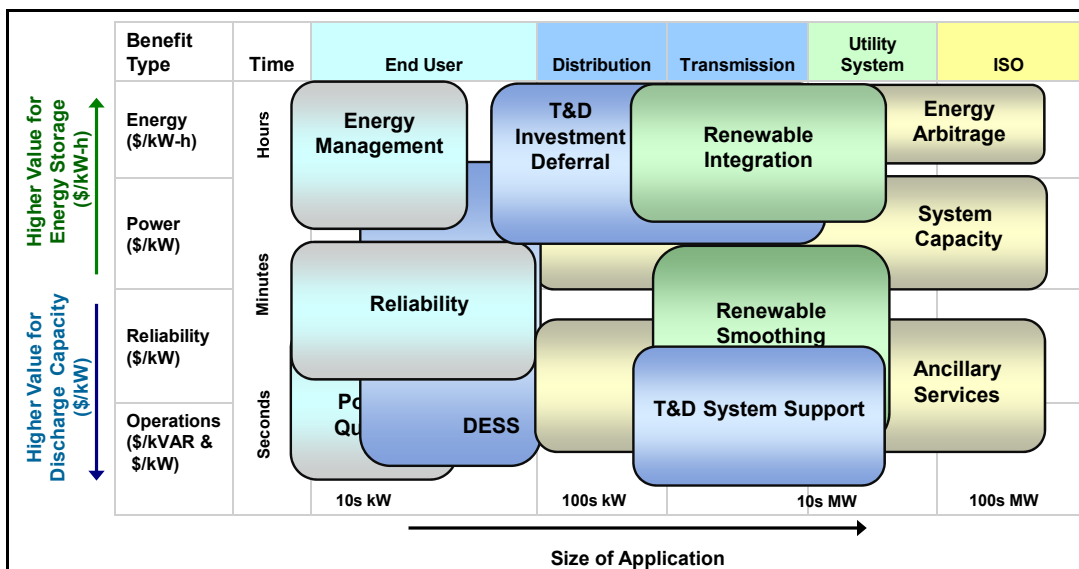 Benefit
Type
Time
End User
Distribution
Transmission
Utility
System
ISO
Higher Value for
Energy Storage
($/kW-h)
Higher Value for
Discharge Capacity
($/kW)
Energy
($/kW-h)
Power
($/kW)
Reliability
($/kW)
Operations
($/kVAR &
$/kW)
Hours
Minutes
Seconds
Energy
Management
T&D
Investment
Deferral
Renewable
Integration
Energy
Arbitrage
System
Capacity
Reliability
Renewable
Smoothing
Ancillary
Services
T&D System Support
DESS
10s kW
100s kW
10s MW
100s MW
Size of Application